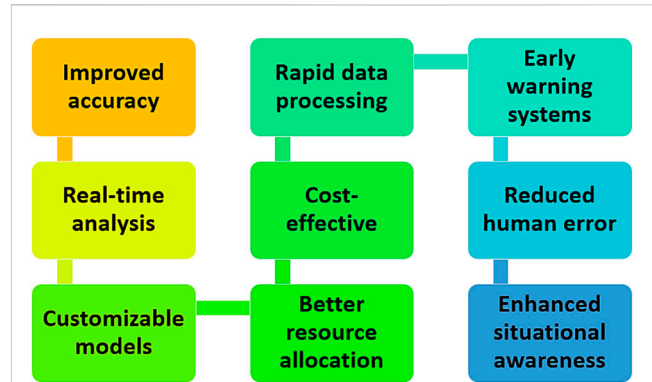 Improved
accuracy
Real-time
analysis
Customizable
models
Better
resource
allocation
Cost-
effective
Rapid data
processing
Early
warning
systems
Reduced
human error
Enhanced
situational
awareness